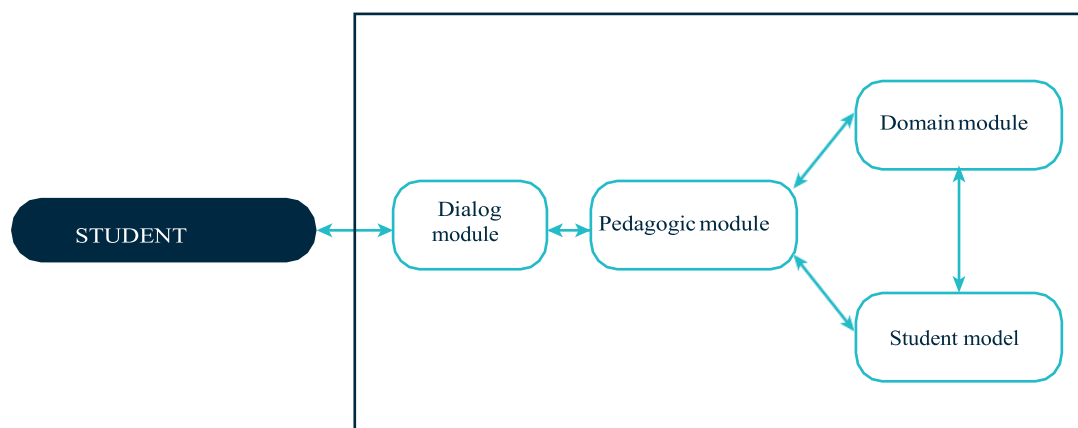 STUDENT
Dialog
module
Pedagogic module
Domain module
Student model